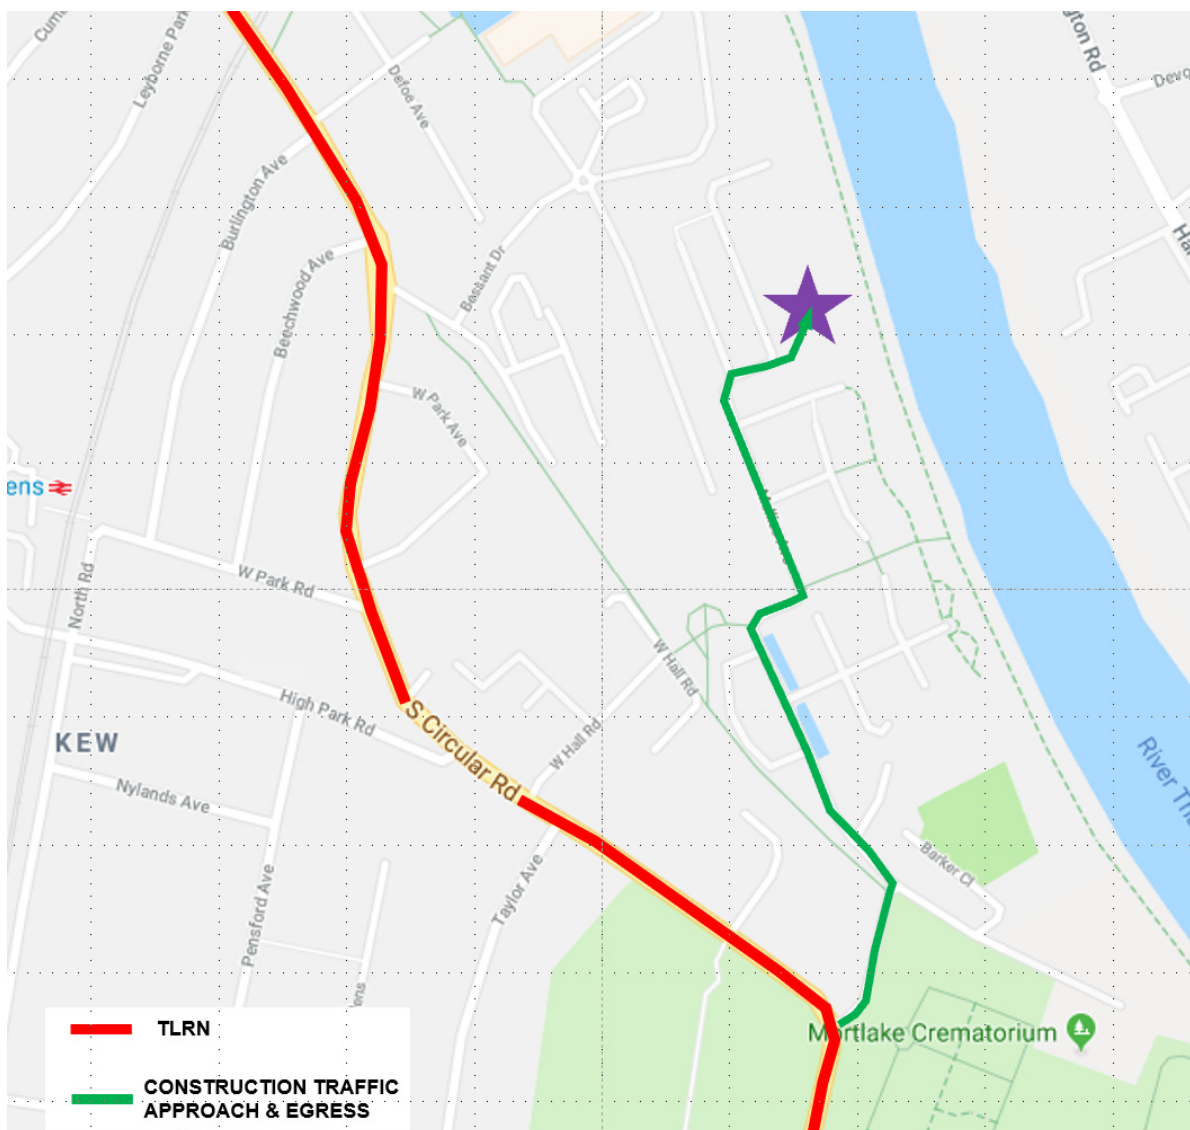 Leyborne Park
Defoe Ave
Burlington Ave
Beechwood Ave
Bessant Dr
W Park Ave
ens
North Rd
W Park Rd
W Hall Rd
High Park Rd
S Circular Rd
W Hall Rd
KEW
Nylands Ave
Pensford Ave
Taylor Ave
Barker Cl
Mortlake Crematorium
TLRN
CONSTRUCTION TRAFFIC
APPROACH & EGRESS